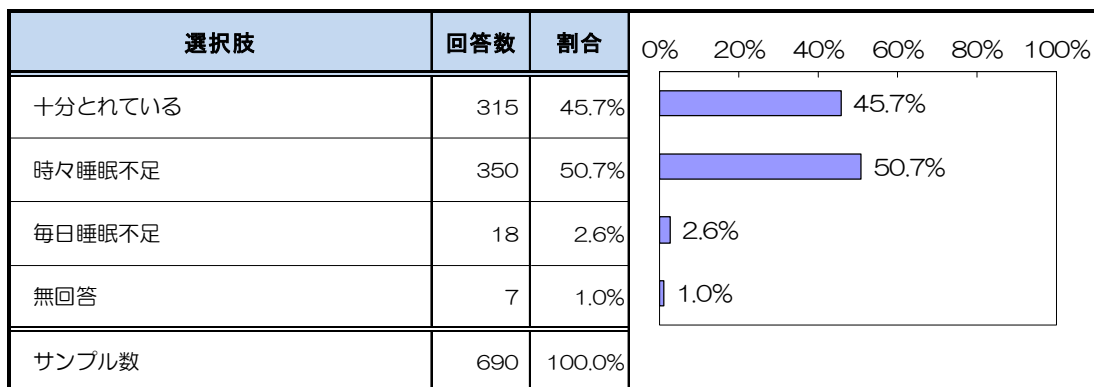 選択肢 回答数 割合
0% 20% 40% 60% 80% 100%
十分とれている 315 45.7% 45.7%
時々睡眠不足 350 50.7% 50.7%
毎日睡眠不足 18 2.6% 2.6%
無回答 7 1.0% 1.0%
サンプル数 690 100.0%